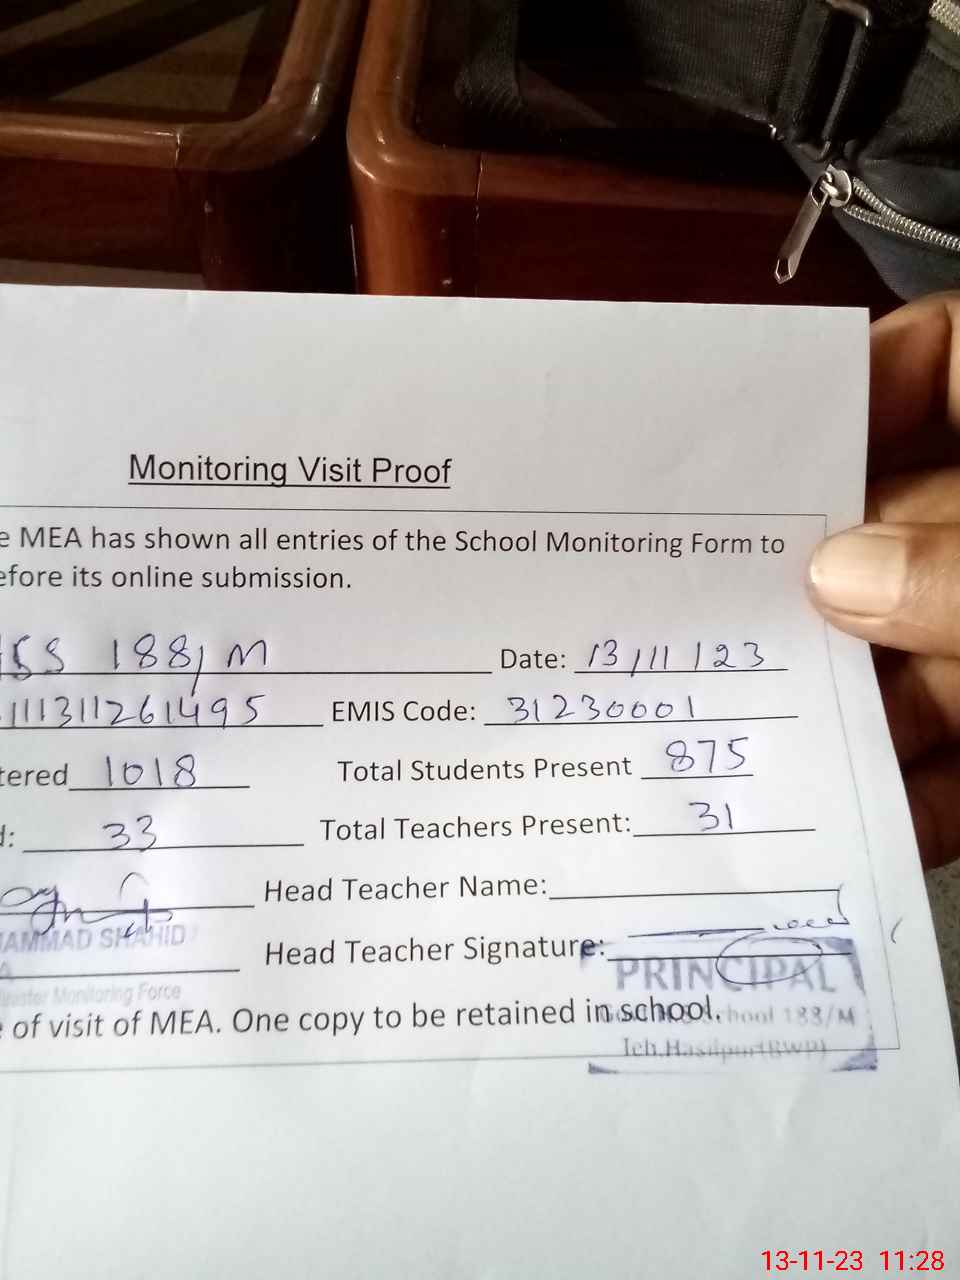 Monitoring Visit Proof
e MEA has shown all entries of the School Monitoring Form to
efore its online submission.
HSS 188/M Date: 13/11/23
111311261495 EMIS Code: 31230001
tered 1018 Total Students Present 875
d: 33 Total Teachers Present: 31
Head Teacher Name:
AMMAD SHAHID
Head Teacher Signature:
PRINCIPAL
Monitoring Force
e of visit of MEA. One copy to be retained in school.
School 188/M
Teh. Hasilpur (BWP)
13-11-23 11:28